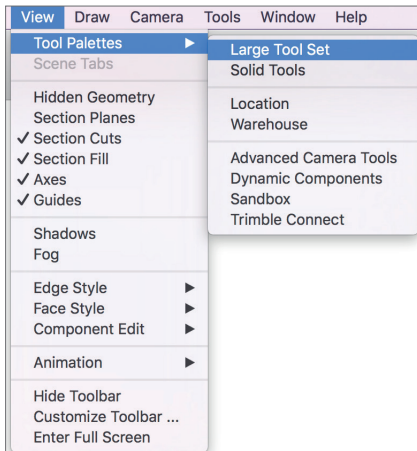 View Draw Camera Tools Window Help
Tool Palettes ▶
Scene Tabs
Hidden Geometry
Section Planes
✓ Section Cuts
✓ Section Fill
✓ Axes
✓ Guides
Shadows
Fog
Edge Style ▶
Face Style ▶
Component Edit ▶
Animation ▶
Hide Toolbar
Customize Toolbar ...
Enter Full Screen
Large Tool Set
Solid Tools
Location
Warehouse
Advanced Camera Tools
Dynamic Components
Sandbox
Trimble Connect